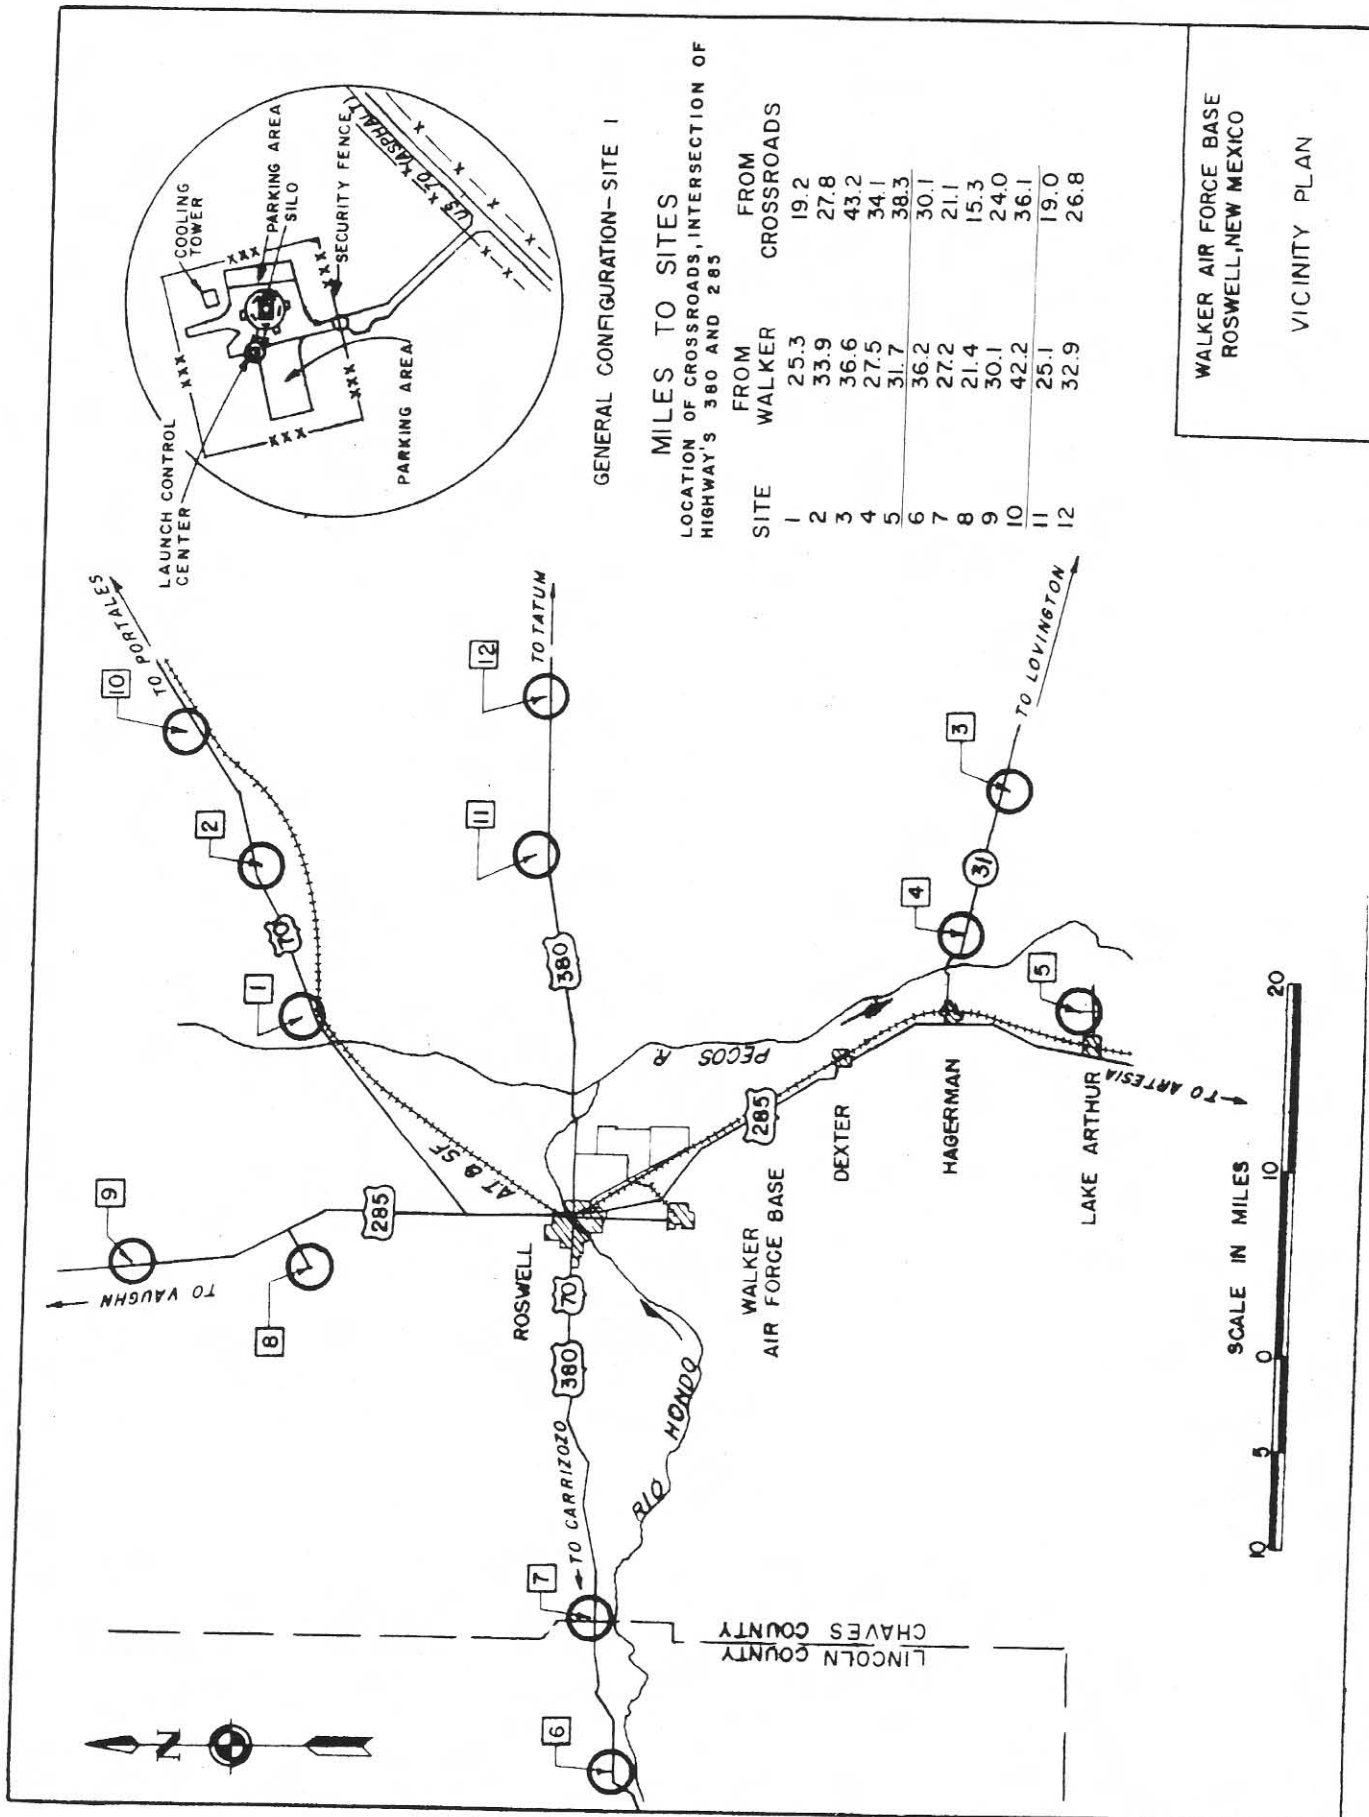 N
TO VAUGHN
9
8
285
10
TO PORTALES
2
70
1
AT & SF
LAUNCH CONTROL
CENTER
COOLING
TOWER
PARKING AREA
SILO
SECURITY FENCE
U.S. 70 (ASPHALT)
PARKING AREA
GENERAL CONFIGURATION-SITE 1
6
7
TO CARRIZOZO
380
70
ROSWELL
380
11
12
TO TATUM
RIO HONDO
PECOS R
LINCOLN COUNTY
CHAVES COUNTY
WALKER
AIR FORCE BASE
285
DEXTER
HAGERMAN
LAKE ARTHUR
TO ARTESIA
5
4
31
3
TO LOVINGTON
MILES TO SITES
LOCATION OF CROSSROADS, INTERSECTION OF
HIGHWAY'S 380 AND 285
SITE FROM WALKER FROM CROSSROADS
1 25.3 19.2
2 33.9 27.8
3 36.6 43.2
4 27.5 34.1
5 31.7 38.3
6 36.2 30.1
7 27.2 21.1
8 21.4 15.3
9 30.1 24.0
10 42.2 36.1
11 25.1 19.0
12 32.9 26.8
10 5 0 10 20
SCALE IN MILES
WALKER AIR FORCE BASE
ROSWELL, NEW MEXICO
VICINITY PLAN